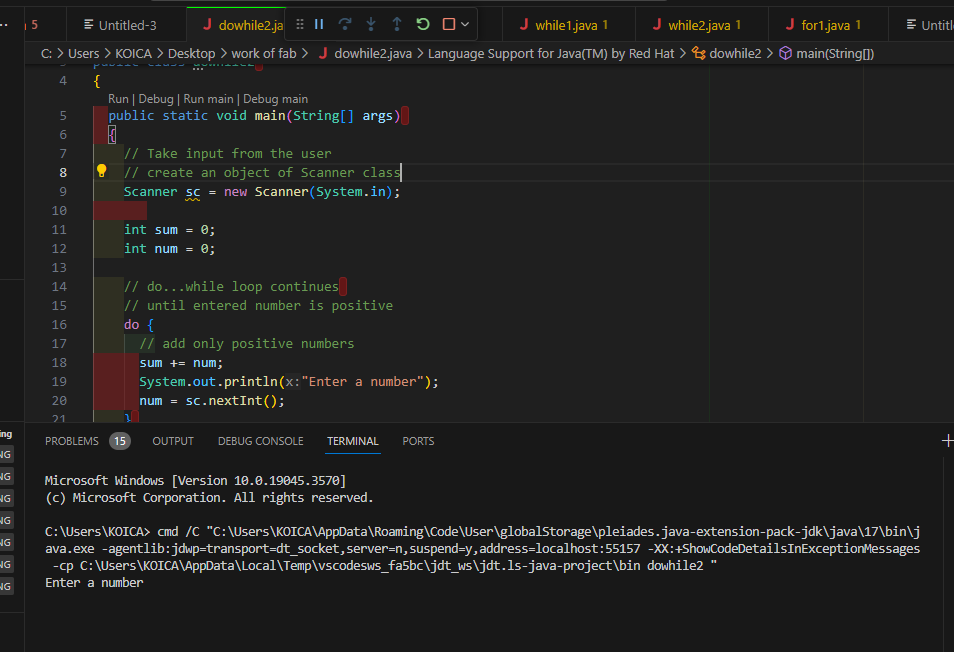 5 Untitled-3 dowhile2.ja while1.java 1 while2.java 1 for1.java 1 Untitl
C: > Users > KOICA > Desktop > work of fab > dowhile2.java > Language Support for Java(TM) by Red Hat > dowhile2 > main(String[])
4 {
Run | Debug | Run main | Debug main
5 public static void main(String[] args)
6 {
7 // Take input from the user
8 // create an object of Scanner class
9 Scanner sc = new Scanner(System.in);
10
11 int sum = 0;
12 int num = 0;
13
14 // do...while loop continues
15 // until entered number is positive
16 do {
17 // add only positive numbers
18 sum += num;
19 System.out.println(x:"Enter a number");
20 num = sc.nextInt();
21 }
ing
NG
NG
NG
NG
NG
NG
NG
PROBLEMS 15 OUTPUT DEBUG CONSOLE TERMINAL PORTS
Microsoft Windows [Version 10.0.19045.3570]
(c) Microsoft Corporation. All rights reserved.
C:\Users\KOICA> cmd /C "C:\Users\KOICA\AppData\Roaming\Code\User\globalStorage\pleiades.java-extension-pack-jdk\java\17\bin\j
ava.exe -agentlib:jdwp=transport=dt_socket,server=n,suspend=y,address=localhost:55157 -XX:+ShowCodeDetailsInExceptionMessages
-cp C:\Users\KOICA\AppData\Local\Temp\vscodesws_fa5bc\jdt_ws\jdt.ls-java-project\bin dowhile2 "
Enter a number